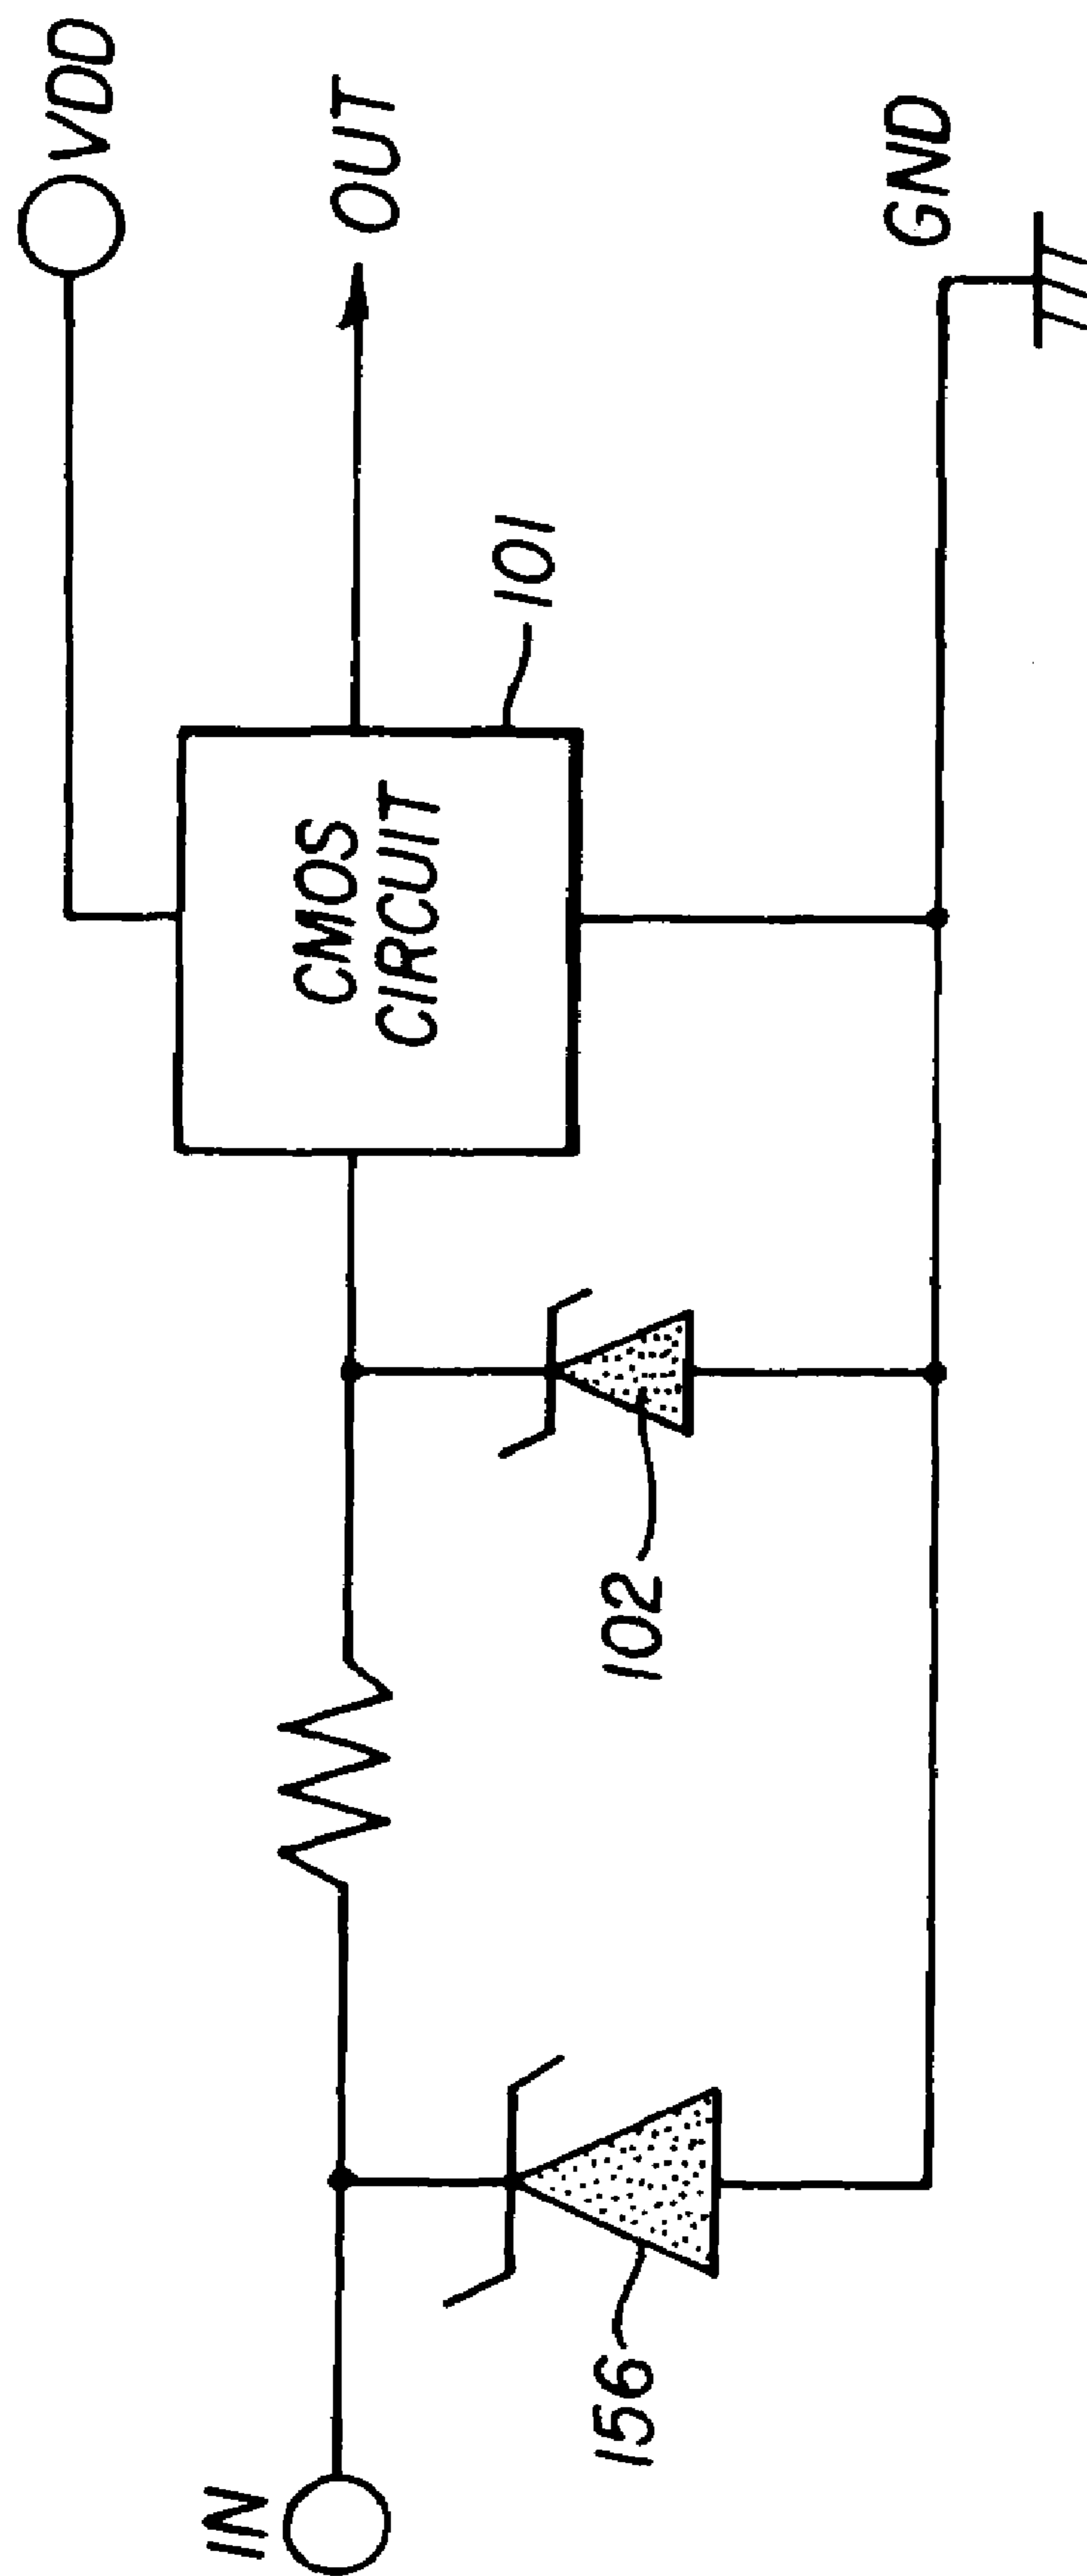 VDD
OUT
CMOS
CIRCUIT
101
GND
IN
102
156